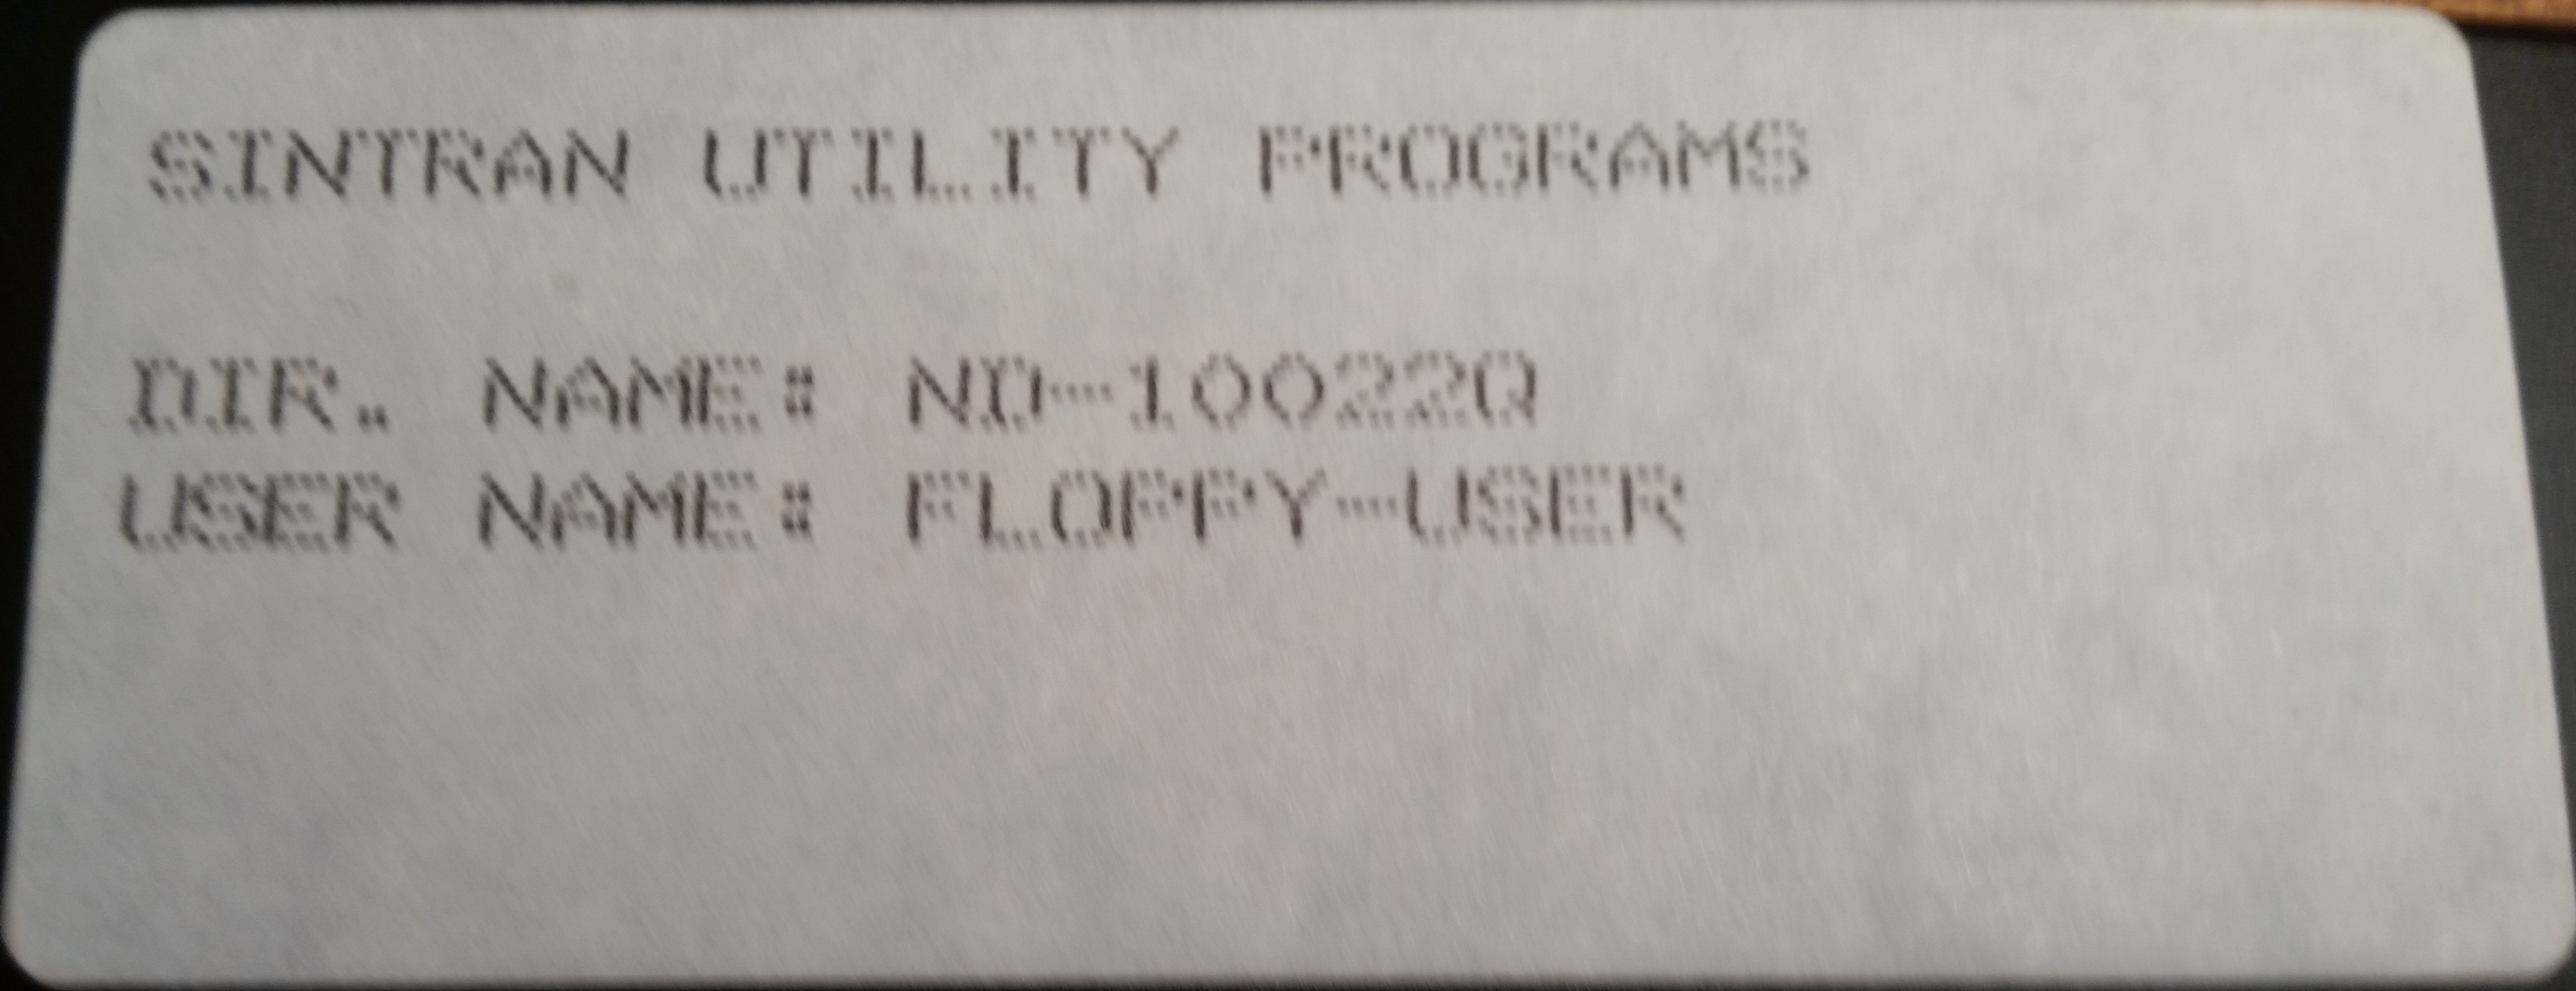 SINTRAN UTILITY PROGRAMS
DIR. NAME: ND-10022Q
USER NAME: FLOPPY-USER